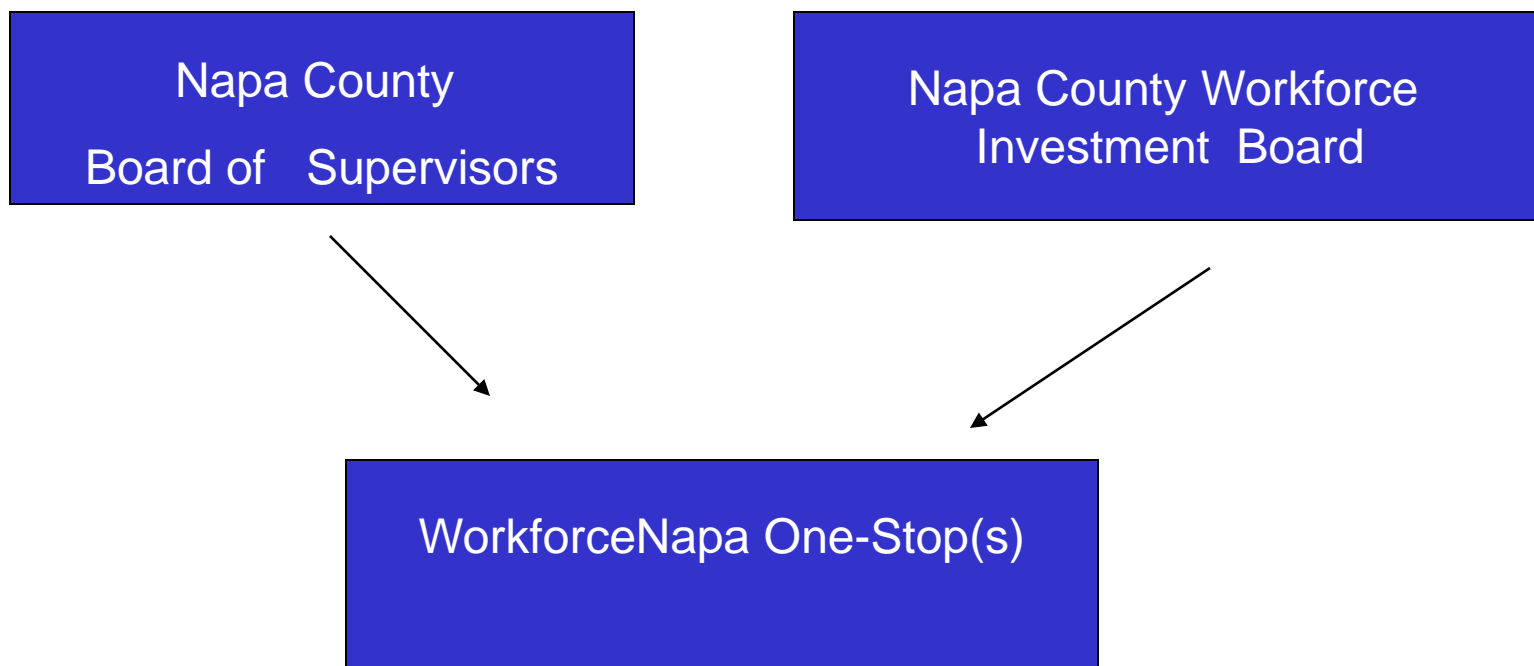 Napa County
Board of Supervisors
Napa County Workforce
Investment Board
WorkforceNapa One-Stop(s)